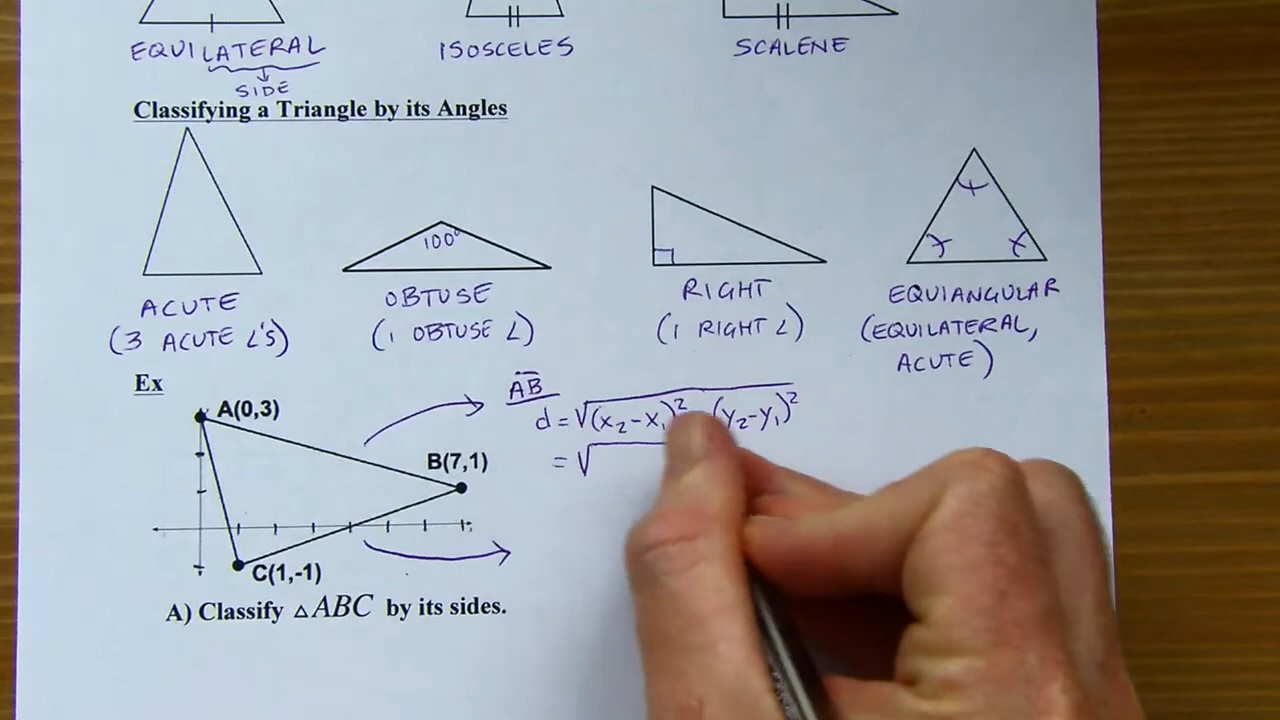 EQUILATERAL
ISOSCELES
SCALENE
SIDE
Classifying a Triangle by its Angles
100°
ACUTE
(3 ACUTE ∠'S)
OBTUSE
(1 OBTUSE ∠)
RIGHT
(1 RIGHT ∠)
EQUIANGULAR
(EQUILATERAL,
ACUTE)
Ex
A(0,3)
B(7,1)
C(1,-1)
AB
d = √(x₂-x₁)² (y₂-y₁)²
= √
A) Classify △ABC by its sides.